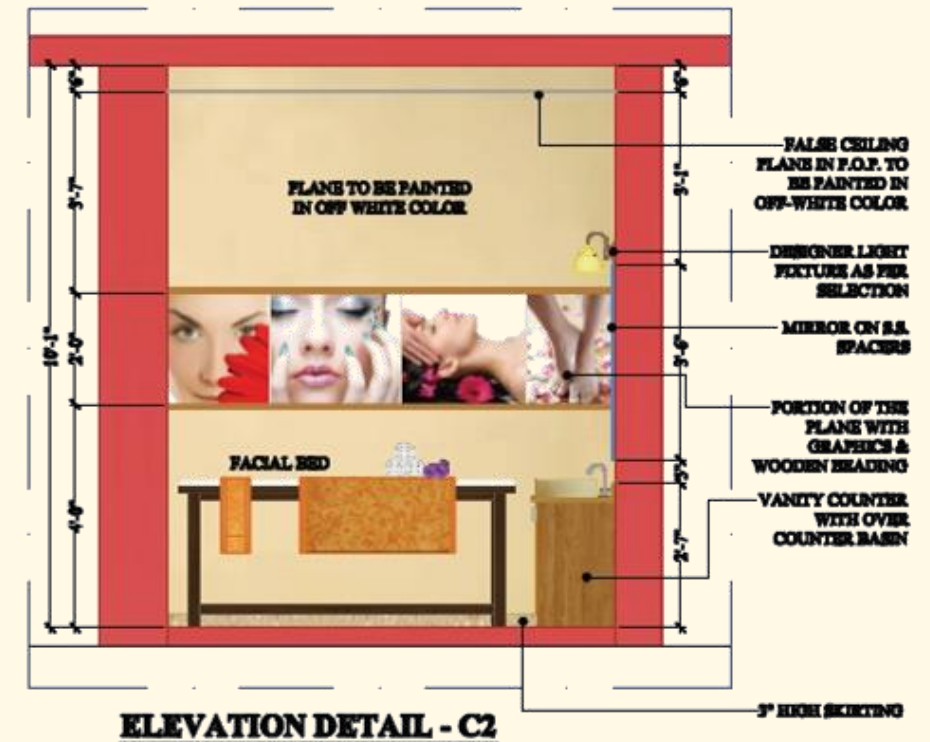 6"
6"
3'-7"
3'-1"
10'-1"
2'-0"
3'-6"
4'-0"
5"
2'-7"
PLANE TO BE PAINTED
IN OFF WHITE COLOR
FACIAL BED
FALSE CEILING
PLANE IN P.O.P. TO
BE PAINTED IN
OFF-WHITE COLOR
DESIGNER LIGHT
FIXTURE AS PER
SELECTION
MIRROR ON S.S.
SPACERS
PORTION OF THE
PLANE WITH
GRAPHICS &
WOODEN BEADING
VANITY COUNTER
WITH OVER
COUNTER BASIN
3" HIGH SKIRTING
ELEVATION DETAIL - C2